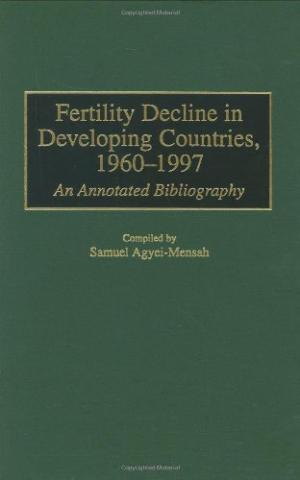 Fertility Decline in
Developing Countries,
1960–1997
An Annotated Bibliography
Compiled by
Samuel Agyei-Mensah